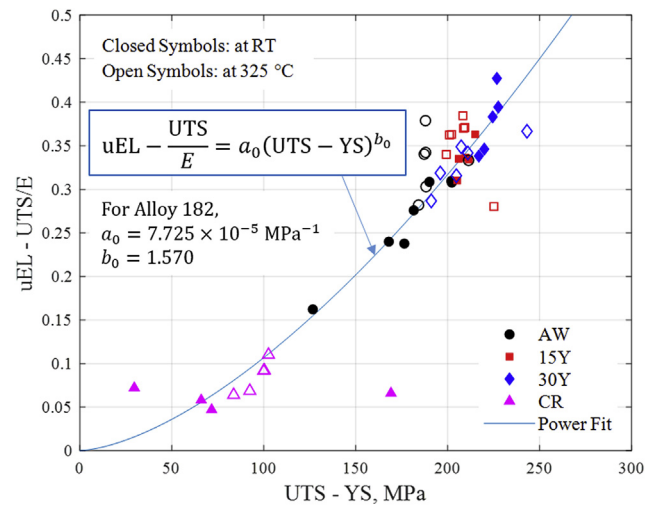 0.5
0.45
0.4
0.35
0.3
0.25
0.2
0.15
0.1
0.05
0
uEL - UTS/E
Closed Symbols: at RT
Open Symbols: at 325 °C
uEL − UTS/E = a₀(UTS − YS)^b₀
For Alloy 182,
a₀ = 7.725 × 10⁻⁵ MPa⁻¹
b₀ = 1.570
AW
15Y
30Y
CR
Power Fit
0 50 100 150 200 250 300
UTS - YS, MPa